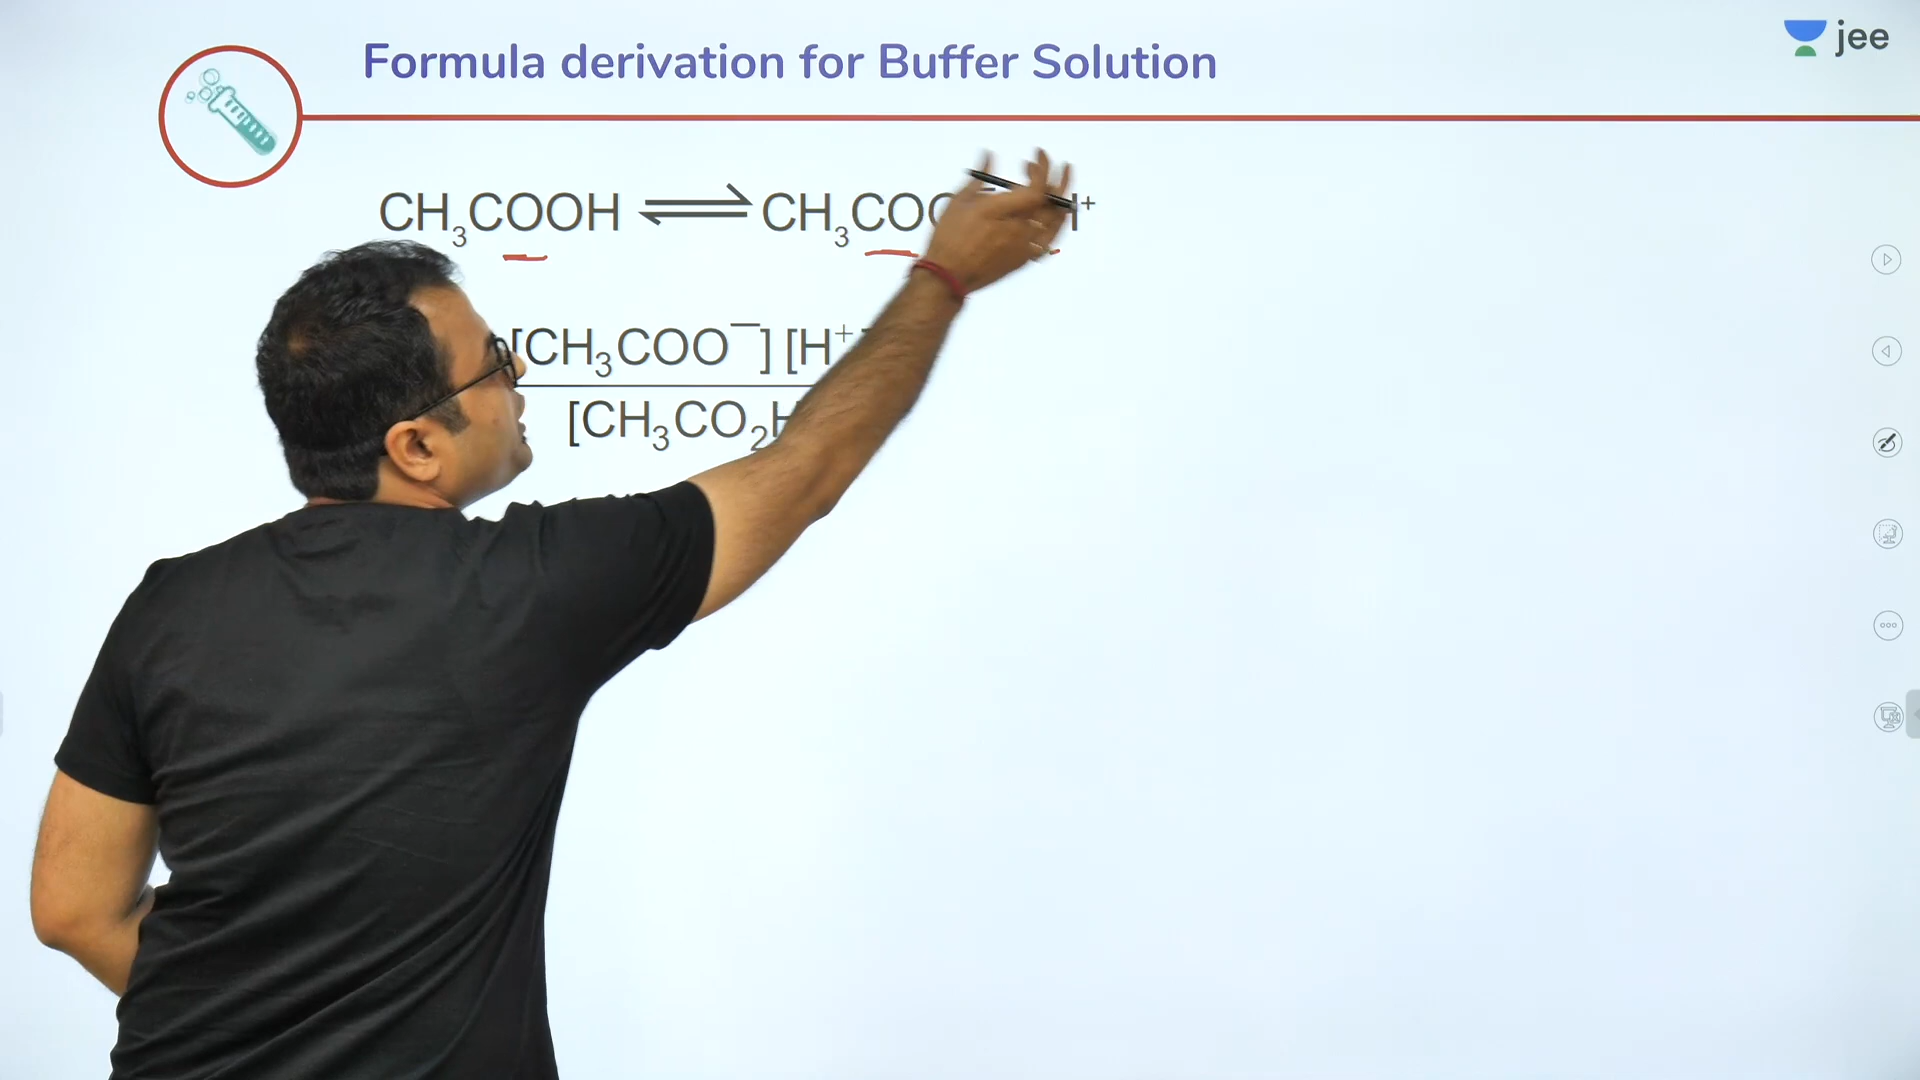 jee
Formula derivation for Buffer Solution
CH₃COOH ⇌ CH₃CO H⁺
[CH₃COO⁻] [H⁺
[CH₃CO₂H